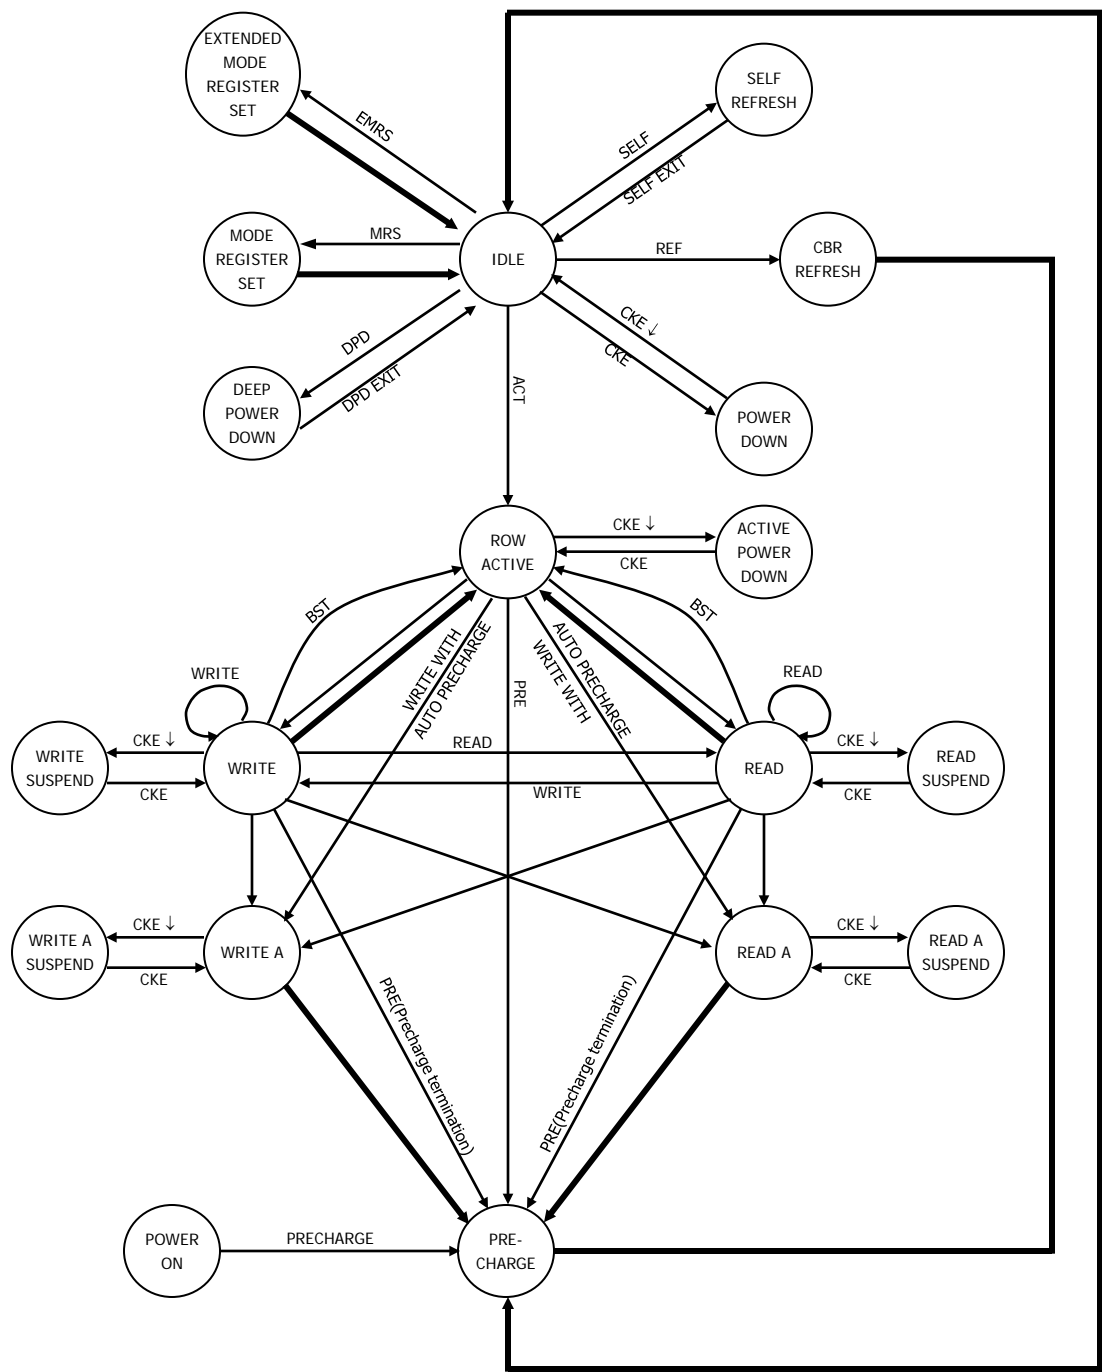 EXTENDED
MODE
REGISTER
SET
SELF
REFRESH
EMRS
SELF
SELF EXIT
MODE
REGISTER
SET
MRS
IDLE
REF
CBR
REFRESH
DPD
DPD EXIT
CKE ↓
CKE
DEEP
POWER
DOWN
ACT
POWER
DOWN
ROW
ACTIVE
CKE ↓
CKE
ACTIVE
POWER
DOWN
BST
BST
WRITE WITH
AUTO PRECHARGE
PRE
AUTO PRECHARGE
WRITE WITH
WRITE
READ
WRITE
SUSPEND
CKE ↓
CKE
WRITE
READ
WRITE
READ
CKE ↓
CKE
READ
SUSPEND
WRITE A
SUSPEND
CKE ↓
CKE
WRITE A
READ A
CKE ↓
CKE
READ A
SUSPEND
PRE(Precharge termination)
PRE(Precharge termination)
POWER
ON
PRECHARGE
PRE-
CHARGE